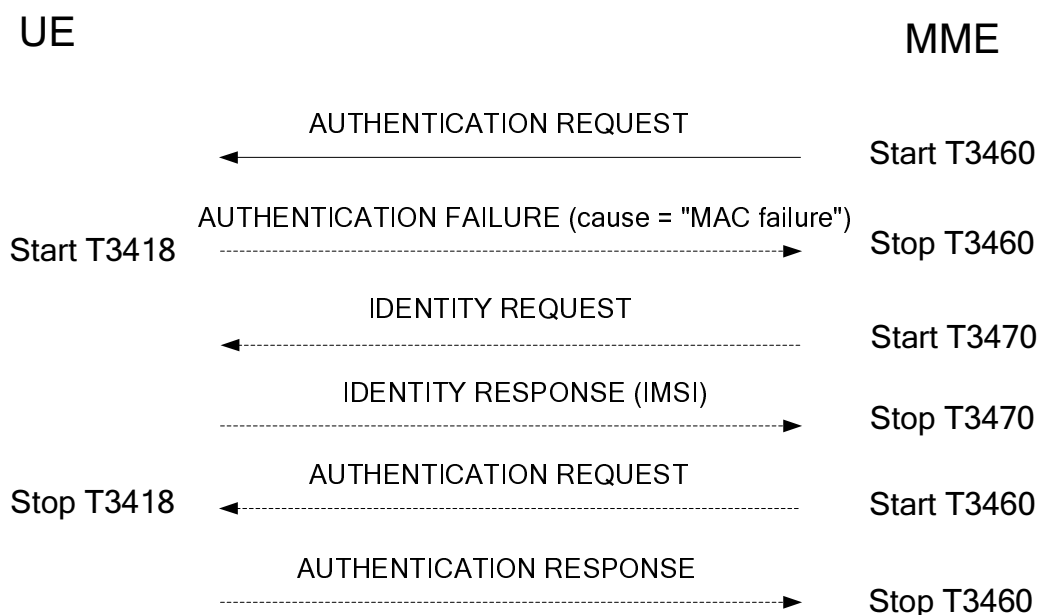 UE
MME
AUTHENTICATION REQUEST
Start T3460
AUTHENTICATION FAILURE (cause = "MAC failure")
Start T3418
Stop T3460
IDENTITY REQUEST
Start T3470
IDENTITY RESPONSE (IMSI)
Stop T3470
AUTHENTICATION REQUEST
Stop T3418
Start T3460
AUTHENTICATION RESPONSE
Stop T3460